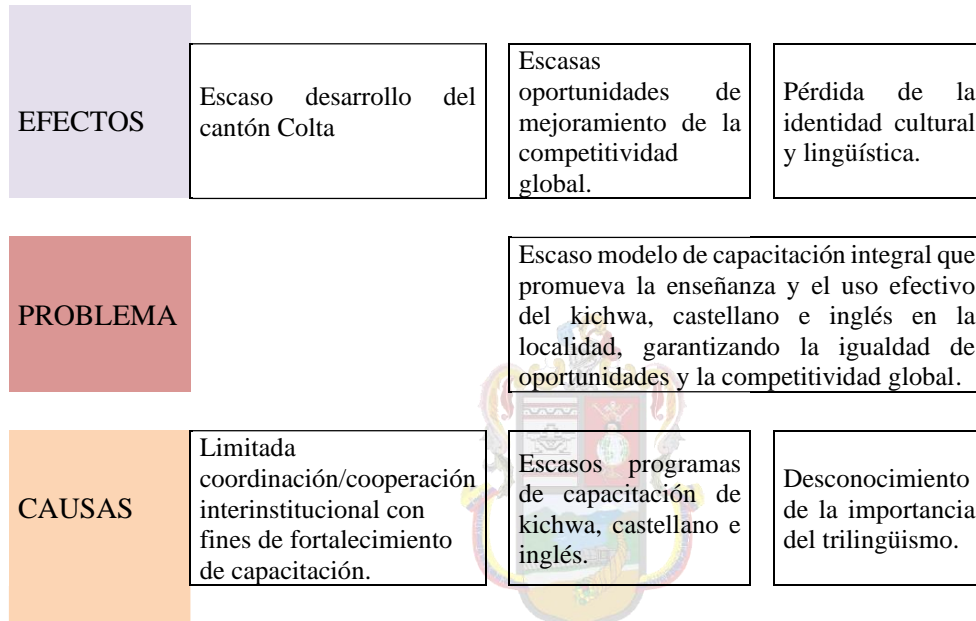 EFECTOS
Escaso desarrollo del
cantón Colta
Escasas
oportunidades de
mejoramiento de la
competitividad
global.
Pérdida de la
identidad cultural
y lingüística.
PROBLEMA
Escaso modelo de capacitación integral que
promueva la enseñanza y el uso efectivo
del kichwa, castellano e inglés en la
localidad, garantizando la igualdad de
oportunidades y la competitividad global.
CAUSAS
Limitada
coordinación/cooperación
interinstitucional con
fines de fortalecimiento
de capacitación.
Escasos programas
de capacitación de
kichwa, castellano e
inglés.
Desconocimiento
de la importancia
del trilingüismo.